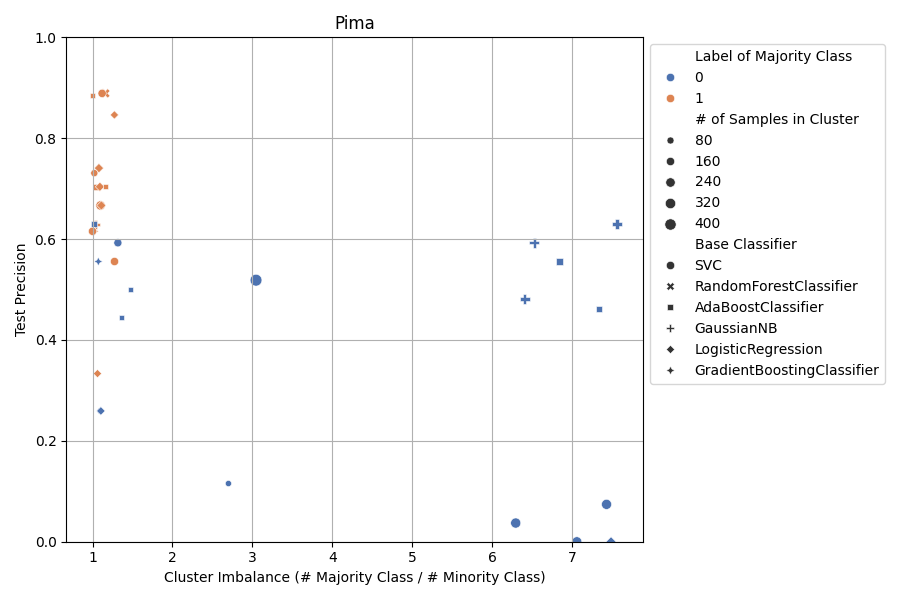 Pima
1.0
0.8
0.6
0.4
0.2
0.0
Test Precision
1
2
3
4
5
6
7
Cluster Imbalance (# Majority Class / # Minority Class)
Label of Majority Class
0
1
# of Samples in Cluster
80
160
240
320
400
Base Classifier
SVC
RandomForestClassifier
AdaBoostClassifier
GaussianNB
LogisticRegression
GradientBoostingClassifier